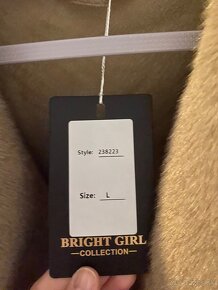 Style: 238223
Size: L
BRIGHT GIRL
COLLECTION